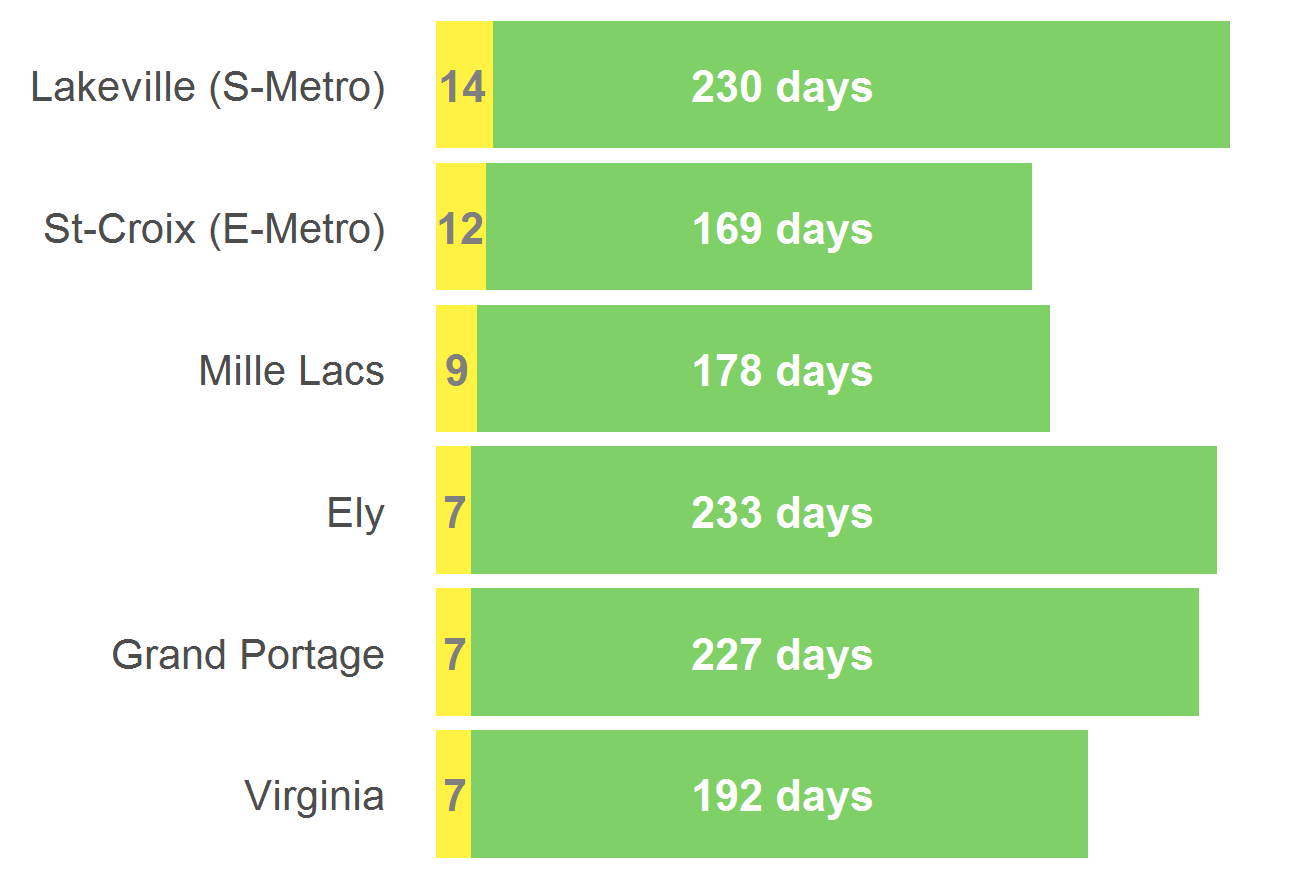 Lakeville (S-Metro) 14 230 days
St-Croix (E-Metro) 12 169 days
Mille Lacs 9 178 days
Ely 7 233 days
Grand Portage 7 227 days
Virginia 7 192 days